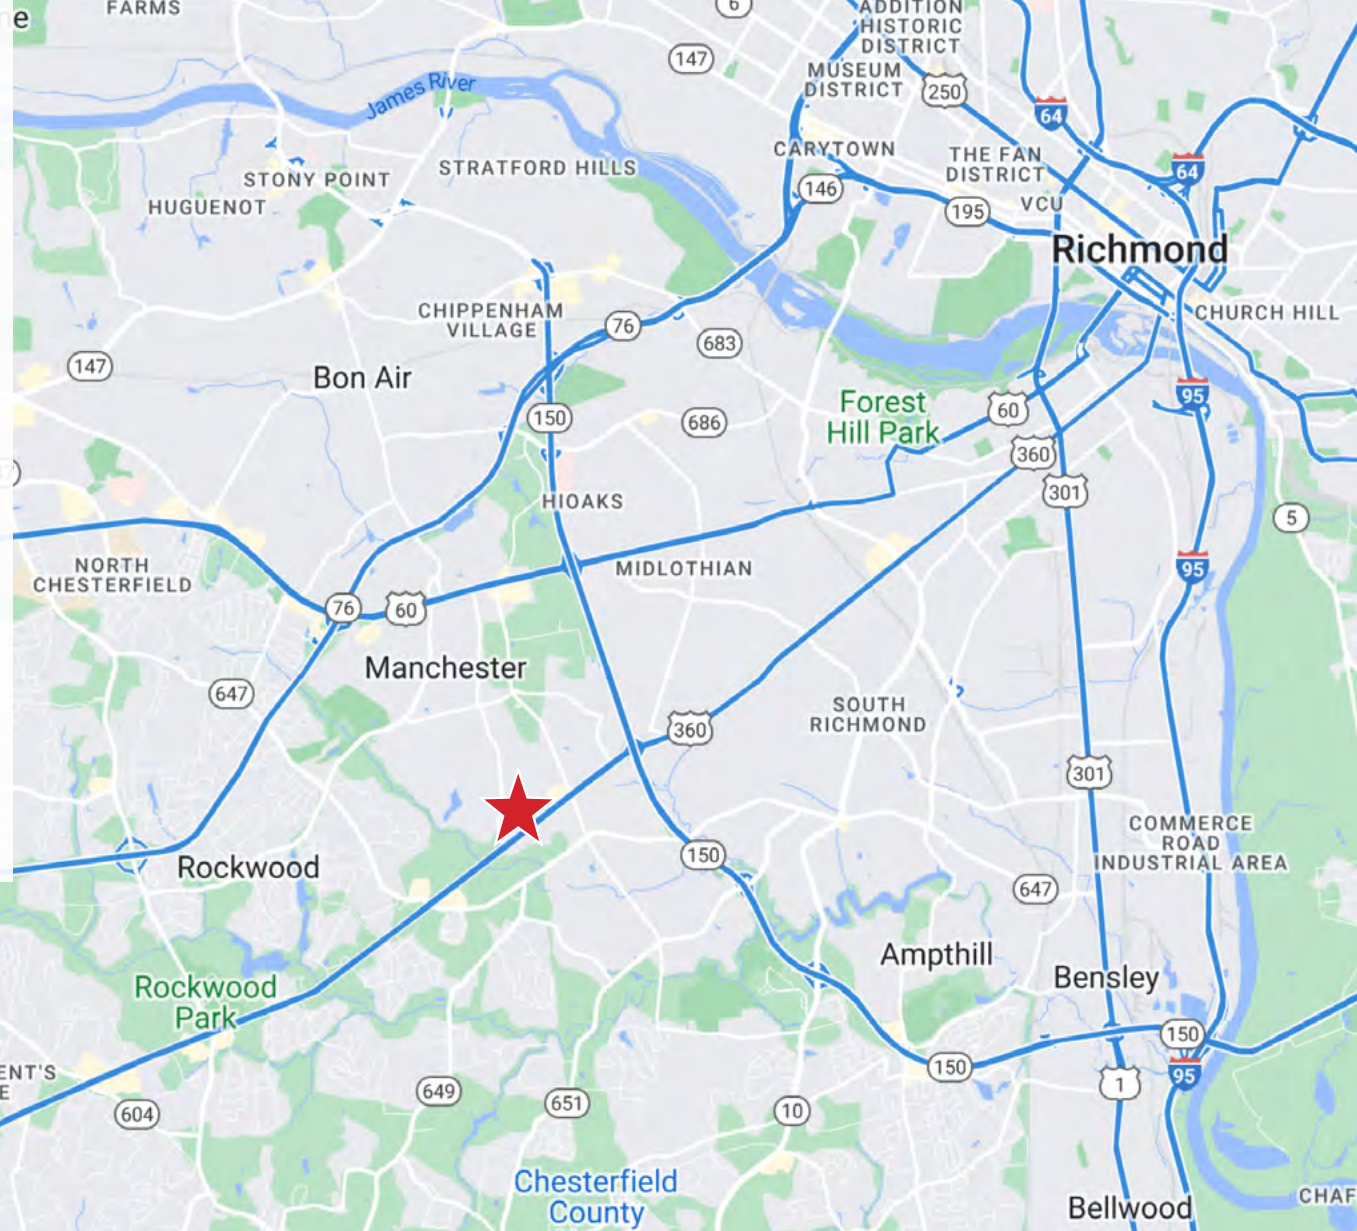 FARMS
e
6
ADDITION
HISTORIC
DISTRICT
147
MUSEUM
DISTRICT
250
James River
64
CARYTOWN
THE FAN
DISTRICT
64
STRATFORD HILLS
STONY POINT
146
HUGUENOT
VCU
195
Richmond
CHIPPENHAM
VILLAGE
76
683
CHURCH HILL
147
Bon Air
95
150
686
Forest
Hill Park
60
360
301
HIOAKS
5
NORTH
CHESTERFIELD
MIDLOTHIAN
95
76
60
Manchester
647
360
SOUTH
RICHMOND
301
COMMERCE
ROAD
INDUSTRIAL AREA
150
Rockwood
647
Ampthill
Bensley
Rockwood
Park
150
150
95
1
649
651
10
604
ENT'S
E
Chesterfield
County
Bellwood
CHAF